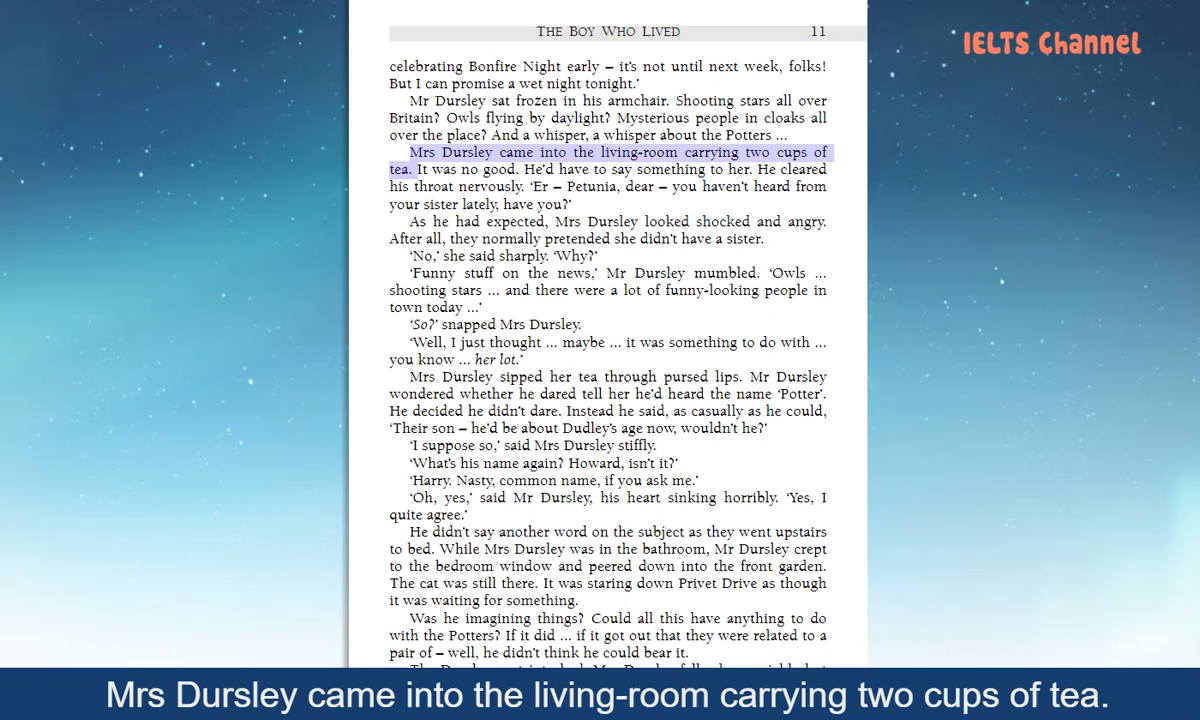 THE BOY WHO LIVED 11
IELTS Channel
celebrating Bonfire Night early – it's not until next week, folks!
But I can promise a wet night tonight.'
Mr Dursley sat frozen in his armchair. Shooting stars all over
Britain? Owls flying by daylight? Mysterious people in cloaks all
over the place? And a whisper, a whisper about the Potters ...
Mrs Dursley came into the living-room carrying two cups of
tea. It was no good. He'd have to say something to her. He cleared
his throat nervously. 'Er – Petunia, dear – you haven't heard from
your sister lately, have you?'
As he had expected, Mrs Dursley looked shocked and angry.
After all, they normally pretended she didn't have a sister.
'No,' she said sharply. 'Why?'
'Funny stuff on the news,' Mr Dursley mumbled. 'Owls ...
shooting stars ... and there were a lot of funny-looking people in
town today ...'
'So?' snapped Mrs Dursley.
'Well, I just thought ... maybe ... it was something to do with ...
you know ... her lot.'
Mrs Dursley sipped her tea through pursed lips. Mr Dursley
wondered whether he dared tell her he'd heard the name 'Potter'.
He decided he didn't dare. Instead he said, as casually as he could,
'Their son – he'd be about Dudley's age now, wouldn't he?'
'I suppose so,' said Mrs Dursley stiffly.
'What's his name again? Howard, isn't it?'
'Harry. Nasty, common name, if you ask me.'
'Oh, yes,' said Mr Dursley, his heart sinking horribly. 'Yes, I
quite agree.'
He didn't say another word on the subject as they went upstairs
to bed. While Mrs Dursley was in the bathroom, Mr Dursley crept
to the bedroom window and peered down into the front garden.
The cat was still there. It was staring down Privet Drive as though
it was waiting for something.
Was he imagining things? Could all this have anything to do
with the Potters? If it did ... if it got out that they were related to a
pair of – well, he didn't think he could bear it.
Mrs Dursley came into the living-room carrying two cups of tea.